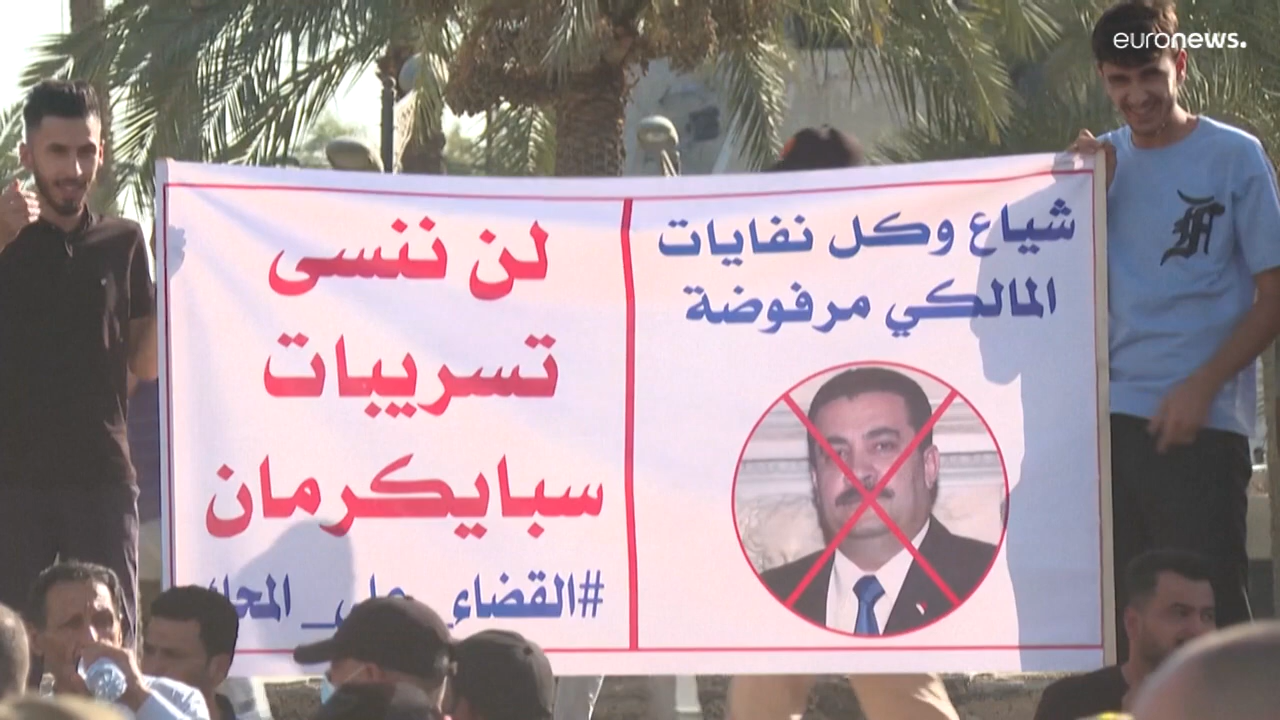 euronews.
شياع وكل نفايات
المالكي مرفوضة
لن ننسى
تسريبات
سبايكرمان
#القضاء